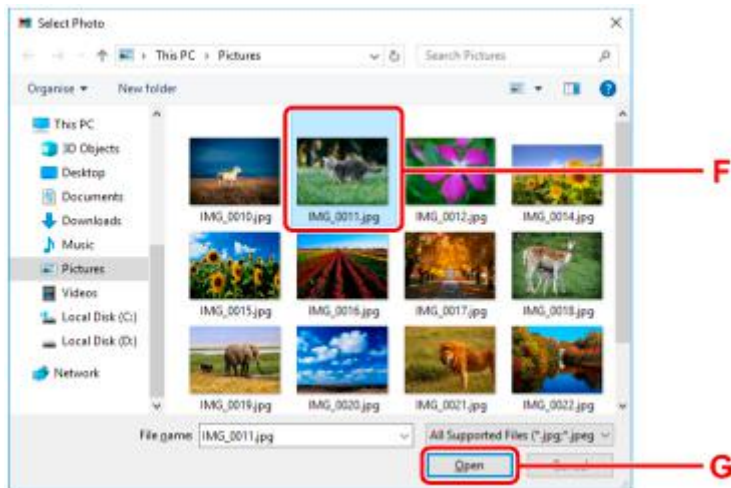 Select Photo
This PC › Pictures
Search Pictures
Organise
New folder
This PC
3D Objects
Desktop
Documents
Downloads
Music
Pictures
Videos
Local Disk (C:)
Local Disk (D:)
Network
IMG_0010.jpg
IMG_0011.jpg
IMG_0012.jpg
IMG_0014.jpg
F
IMG_0015.jpg
IMG_0016.jpg
IMG_0017.jpg
IMG_0018.jpg
IMG_0019.jpg
IMG_0020.jpg
IMG_0021.jpg
IMG_0022.jpg
File game: IMG_0011.jpg
All Supported Files (*.jpg;*.jpeg
Open
G